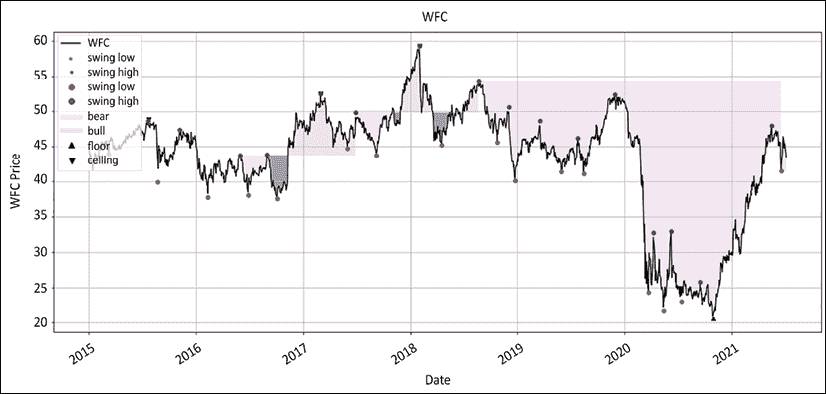 WFC
60
55
50
45
40
35
30
25
20
WFC Price
WFC
swing low
swing high
swing low
swing high
bear
bull
floor
ceiling
2015
2016
2017
2018
2019
2020
2021
Date